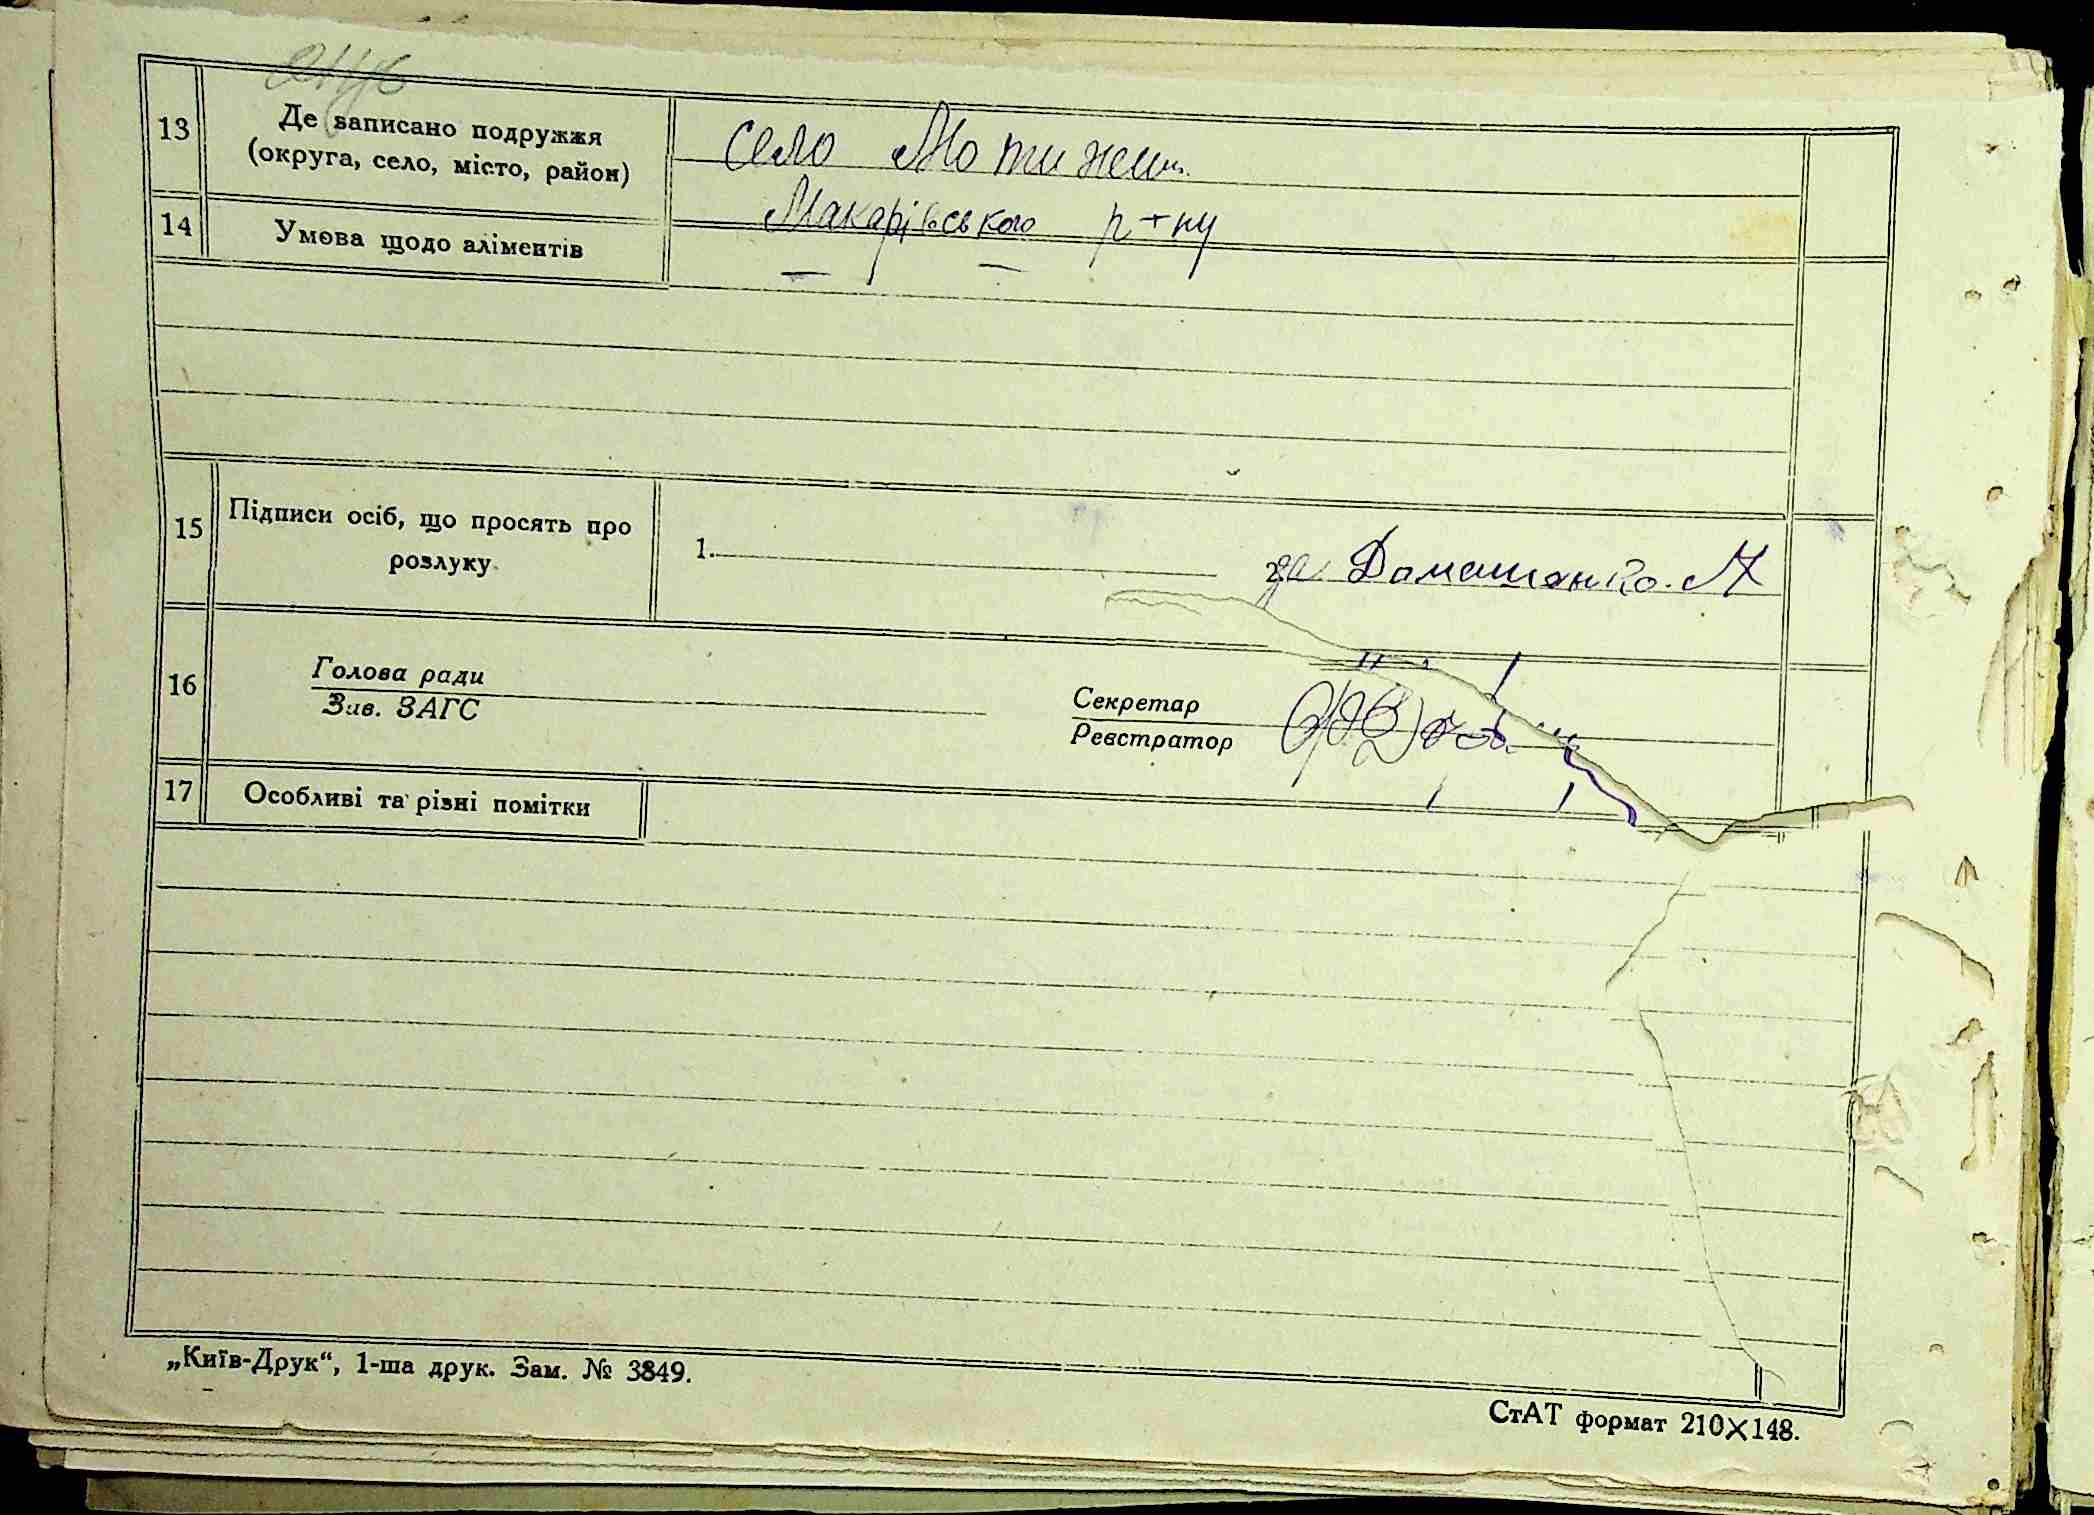 13
Де записано подружжя
(округа, село, місто, район)
село Мотижин
Макарівського р-ну
14
Умова щодо аліментів
— —
15
Підписи осіб, що просять про
розлуку
1.
за Домашенко
16
Голова ради
Зав. ЗАГС
Секретар
Реєстратор
17
Особливі та різні помітки
„Київ-Друк“, 1-ша друк. Зам. № 3849.
СтАТ формат 210×148.